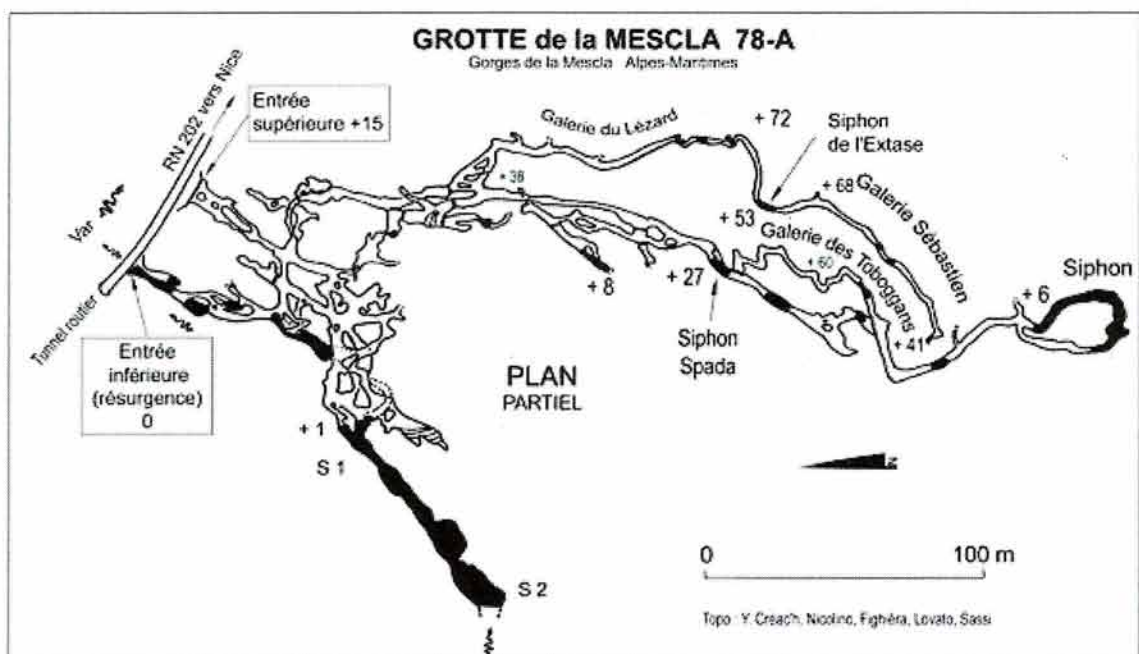 GROTTE de la MESCLA 78-A
Gorges de la Mescla Alpes-Maritimes
RN 202 vers Nice
Entrée
supérieure +15
Var
Tunnel routier
Entrée
inférieure
(résurgence)
0
Galerie du Lézard
+ 72
Siphon
de l'Extase
+ 38
+ 68
Galerie Sébastien
+ 53
Galerie des Toboggans
+ 60
+ 8
+ 27
Siphon
Spada
+ 41
+ 6
Siphon
PLAN
PARTIEL
+ 1
S 1
S 2
N
0 100 m
Topo : Y. Creac'h, Nicolino, Fighiéra, Lovato, Sassi